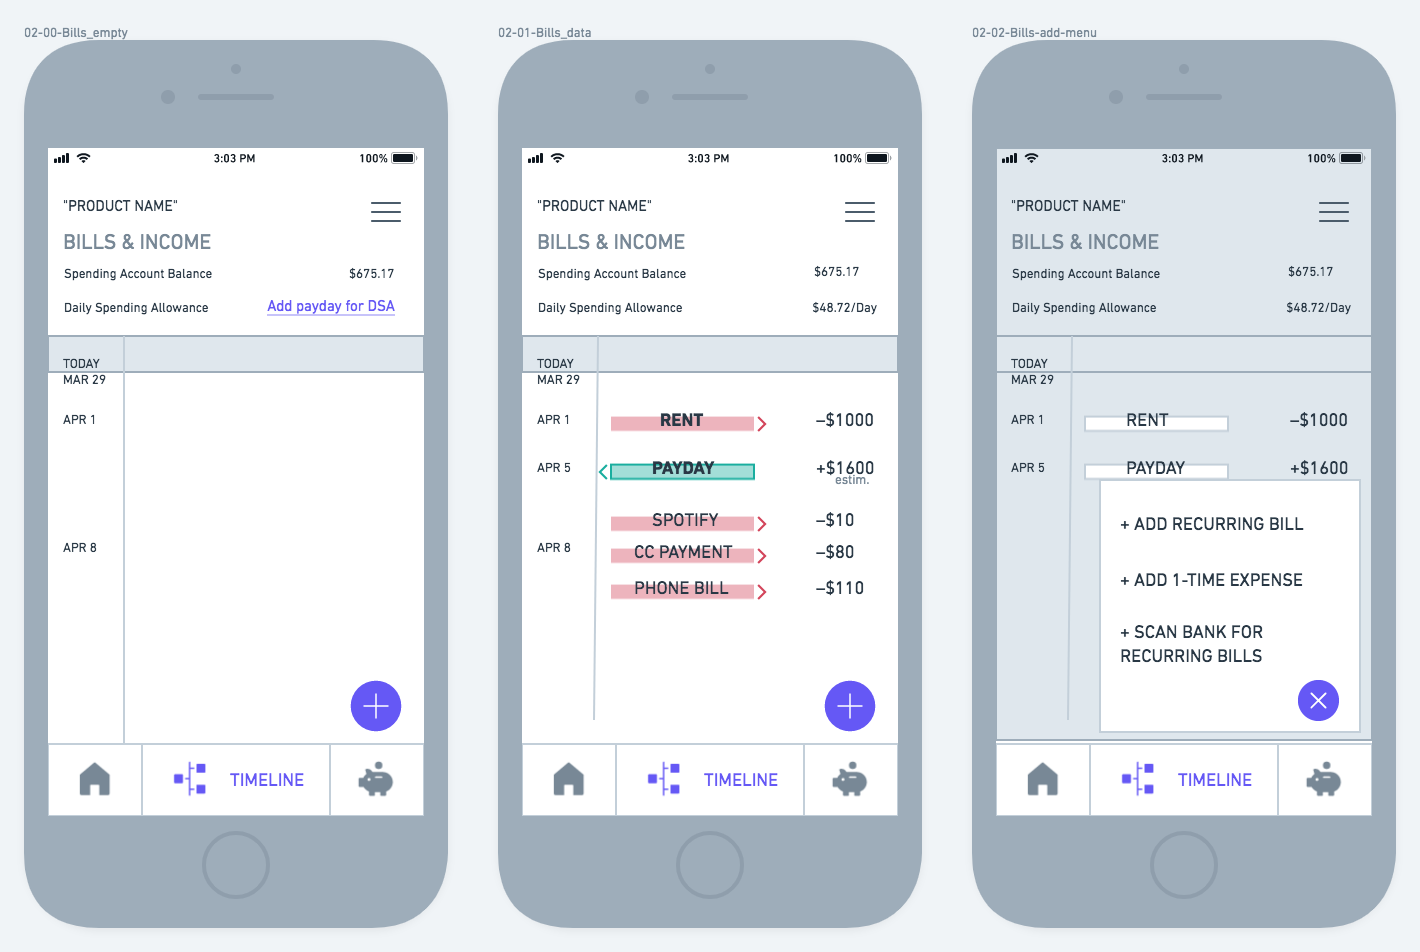 02-00-Bills_empty
3:03 PM
100%
"PRODUCT NAME"
BILLS & INCOME
Spending Account Balance $675.17
Daily Spending Allowance Add payday for DSA
TODAY
MAR 29
APR 1
APR 5
APR 8
TIMELINE
02-01-Bills_data
3:03 PM
100%
"PRODUCT NAME"
BILLS & INCOME
Spending Account Balance $675.17
Daily Spending Allowance $48.72/Day
TODAY
MAR 29
APR 1 RENT –$1000
APR 5 PAYDAY +$1600
estim.
SPOTIFY –$10
APR 8 CC PAYMENT –$80
PHONE BILL –$110
TIMELINE
02-02-Bills-add-menu
3:03 PM
100%
"PRODUCT NAME"
BILLS & INCOME
Spending Account Balance $675.17
Daily Spending Allowance $48.72/Day
TODAY
MAR 29
APR 1 RENT –$1000
APR 5 PAYDAY +$1600
+ ADD RECURRING BILL
+ ADD 1-TIME EXPENSE
+ SCAN BANK FOR
RECURRING BILLS
TIMELINE